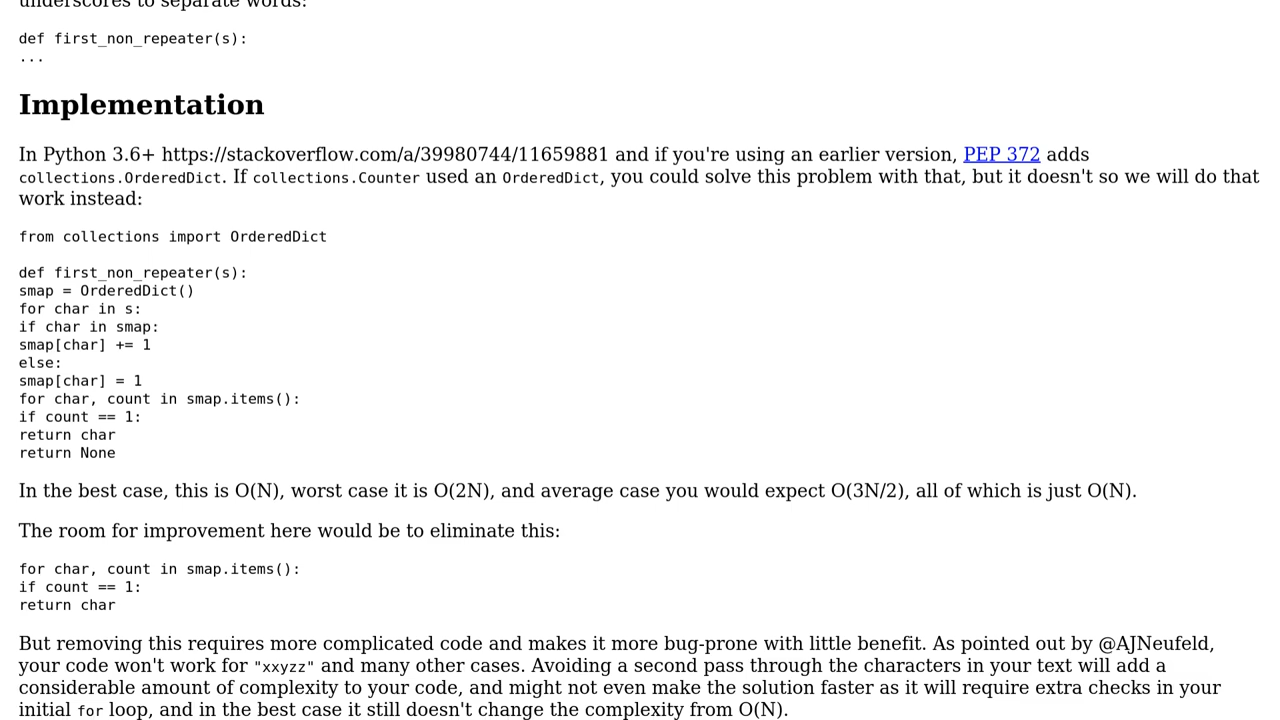 underscores to separate words:
def first_non_repeater(s):
...
Implementation
In Python 3.6+ https://stackoverflow.com/a/39980744/11659881 and if you're using an earlier version, PEP 372 adds
collections.OrderedDict. If collections.Counter used an OrderedDict, you could solve this problem with that, but it doesn't so we will do that
work instead:
from collections import OrderedDict
def first_non_repeater(s):
smap = OrderedDict()
for char in s:
if char in smap:
smap[char] += 1
else:
smap[char] = 1
for char, count in smap.items():
if count == 1:
return char
return None
In the best case, this is O(N), worst case it is O(2N), and average case you would expect O(3N/2), all of which is just O(N).
The room for improvement here would be to eliminate this:
for char, count in smap.items():
if count == 1:
return char
But removing this requires more complicated code and makes it more bug-prone with little benefit. As pointed out by @AJNeufeld,
your code won't work for "xxyzz" and many other cases. Avoiding a second pass through the characters in your text will add a
considerable amount of complexity to your code, and might not even make the solution faster as it will require extra checks in your
initial for loop, and in the best case it still doesn't change the complexity from O(N).